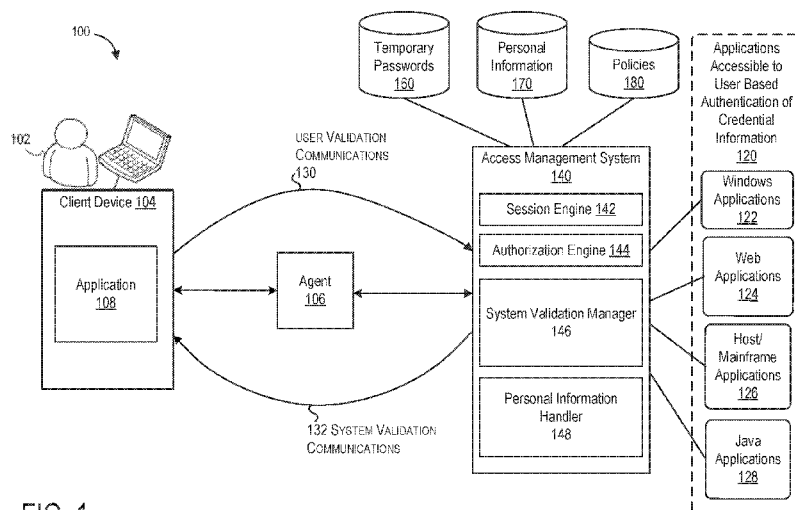 100
102
Temporary
Passwords
160
Personal
Information
170
Policies
180
Applications
Accessible to
User Based
Authentication of
Credential
Information
120
USER VALIDATION
COMMUNICATIONS
130
Client Device 104
Application
108
Agent
106
Access Management System
140
Session Engine 142
Authorization Engine 144
System Validation Manager
146
Personal Information
Handler
148
Windows
Applications
122
Web
Applications
124
Host/
Mainframe
Applications
126
Java
Applications
128
132 SYSTEM VALIDATION
COMMUNICATIONS
FIG. 1